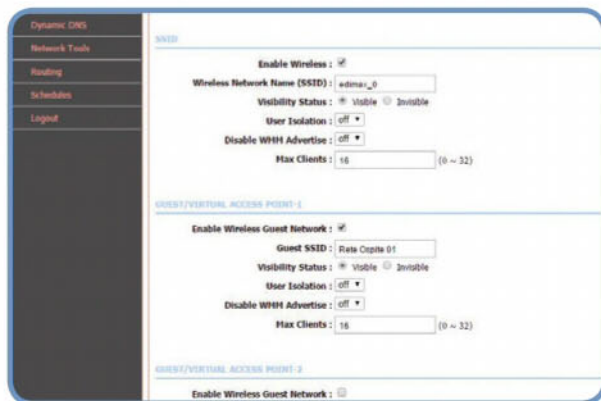 Dynamic DNS
Network Tools
Routing
Schedules
Logout
SSID
Enable Wireless :
Wireless Network Name (SSID) : edimax_0
Visibility Status : Visible Invisible
User Isolation : off
Disable WMM Advertise : off
Max Clients : 16 (0 ~ 32)
GUEST/VIRTUAL ACCESS POINT-1
Enable Wireless Guest Network :
Guest SSID : Rete Ospite 01
Visibility Status : Visible Invisible
User Isolation : off
Disable WMM Advertise : off
Max Clients : 16 (0 ~ 32)
GUEST/VIRTUAL ACCESS POINT-2
Enable Wireless Guest Network :